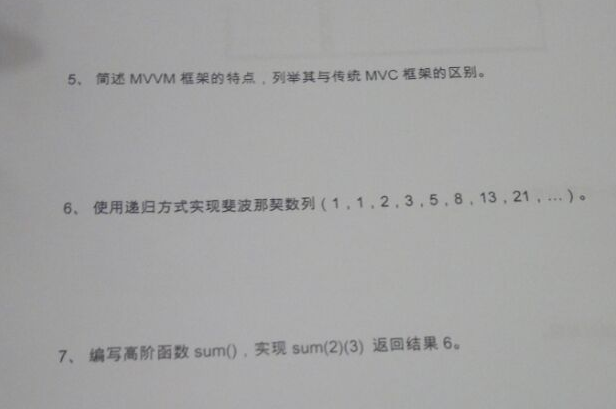 5、 简述 MVVM 框架的特点，列举其与传统 MVC 框架的区别。
6、 使用递归方式实现斐波那契数列（1，1，2，3，5，8，13，21，...）。
7、 编写高阶函数 sum()，实现 sum(2)(3) 返回结果 6。